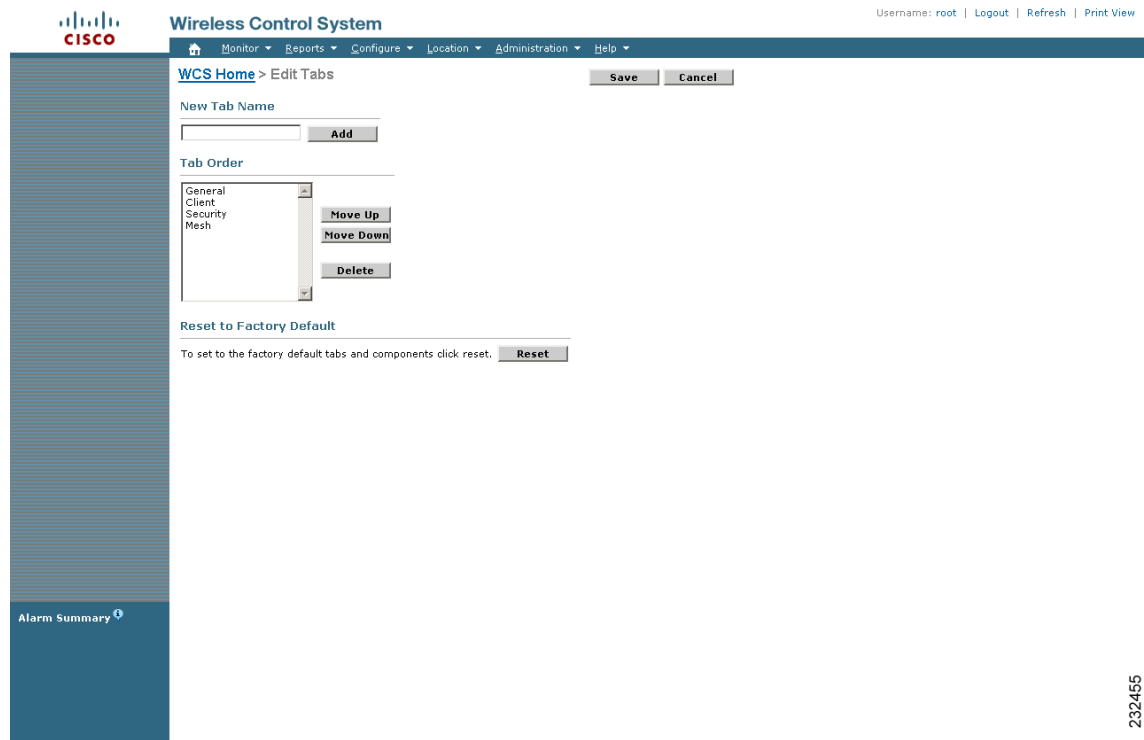 Username: root | Logout | Refresh | Print View
CISCO
Wireless Control System
Monitor Reports Configure Location Administration Help
WCS Home > Edit Tabs
Save Cancel
New Tab Name
Add
Tab Order
General
Client
Security
Mesh
Move Up
Move Down
Delete
Reset to Factory Default
To set to the factory default tabs and components click reset. Reset
Alarm Summary
232455